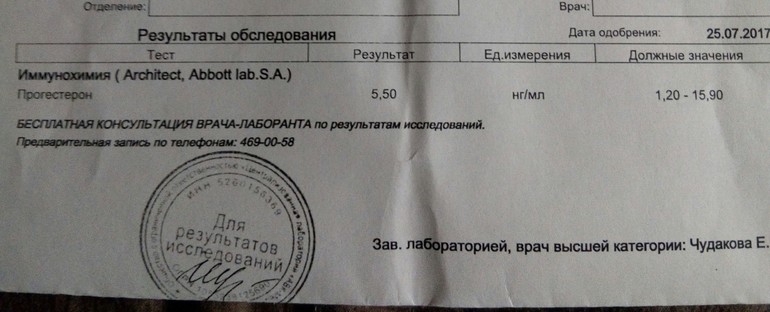 Отделение:
Врач:
Результаты обследования
Дата одобрения: 25.07.2017
Тест Результат Ед.измерения Должные значения
Иммунохимия ( Architect, Abbott lab.S.A.)
Прогестерон 5,50 нг/мл 1,20 - 15,90
БЕСПЛАТНАЯ КОНСУЛЬТАЦИЯ ВРАЧА-ЛАБОРАНТА по результатам исследований.
Предварительная запись по телефонам: 469-00-58
Для
результатов
исследований
Зав. лабораторией, врач высшей категории: Чудакова Е.